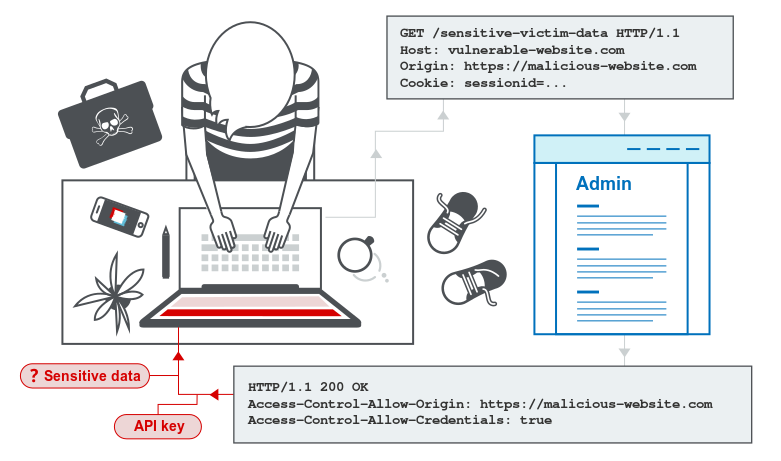 GET /sensitive-victim-data HTTP/1.1
Host: vulnerable-website.com
Origin: https://malicious-website.com
Cookie: sessionid=...
Admin
? Sensitive data
API key
HTTP/1.1 200 OK
Access-Control-Allow-Origin: https://malicious-website.com
Access-Control-Allow-Credentials: true